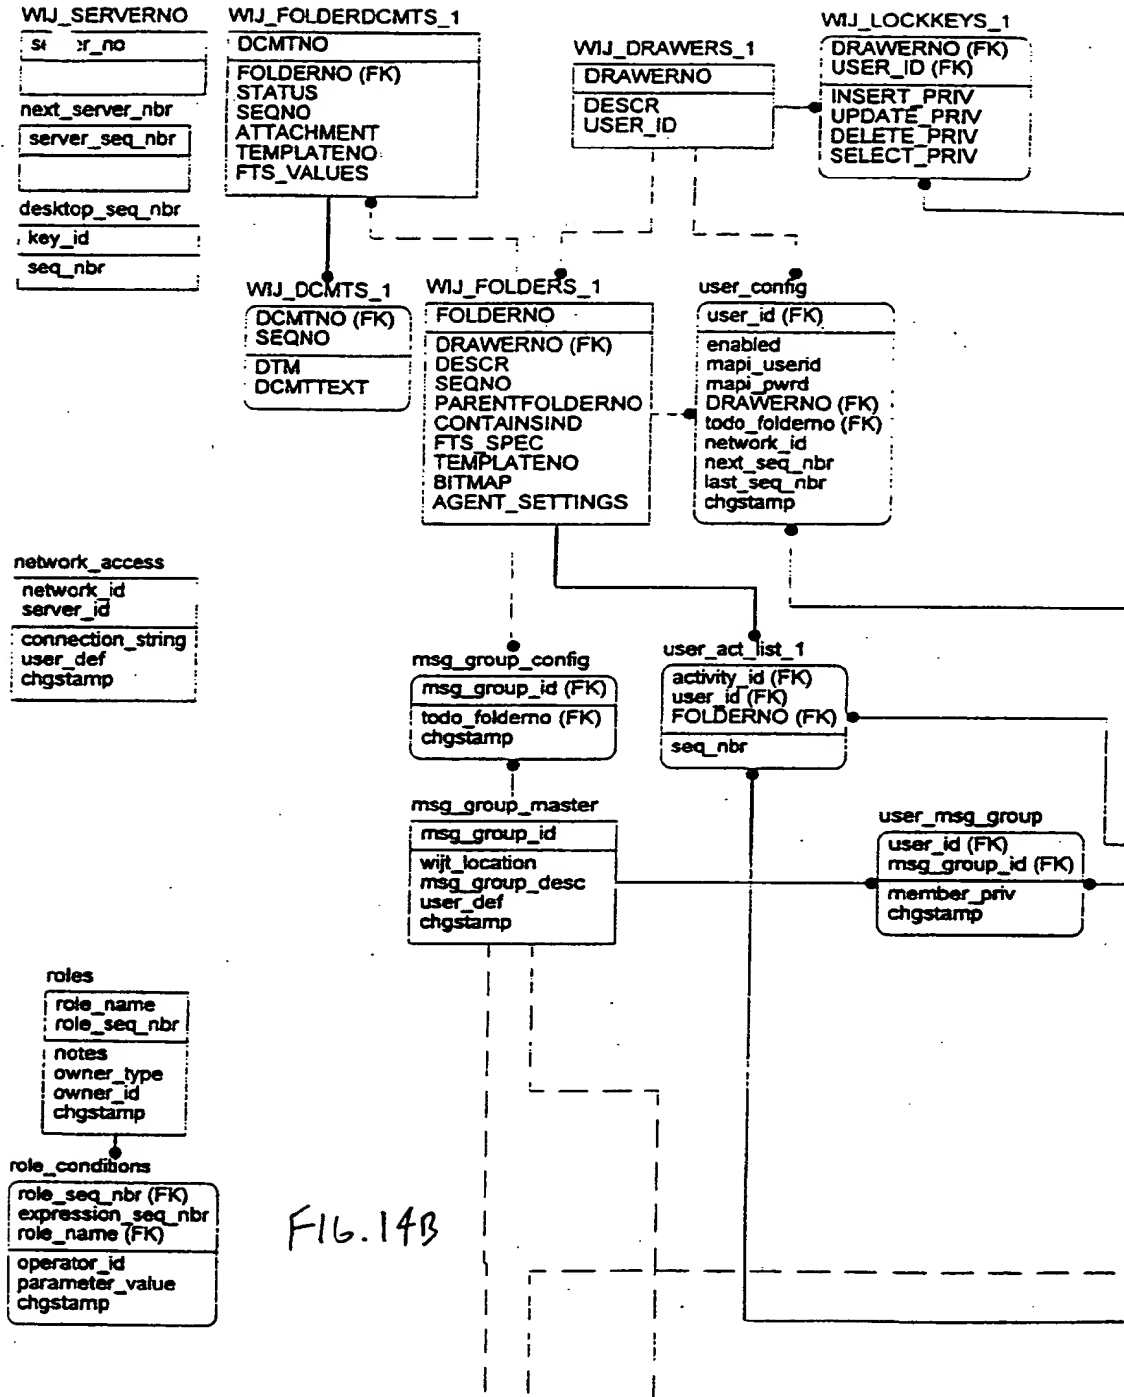 WIJ_SERVERNO
server_no
next_server_nbr
server_seq_nbr
desktop_seq_nbr
key_id
seq_nbr
WIJ_FOLDERDCMTS_1
DCMTNO
FOLDERNO (FK)
STATUS
SEQNO
ATTACHMENT
TEMPLATENO
FTS_VALUES
WIJ_DRAWERS_1
DRAWERNO
DESCR
USER_ID
WIJ_LOCKKEYS_1
DRAWERNO (FK)
USER_ID (FK)
INSERT_PRIV
UPDATE_PRIV
DELETE_PRIV
SELECT_PRIV
WIJ_DCMTS_1
DCMTNO (FK)
SEQNO
DTM
DCMTTEXT
WIJ_FOLDERS_1
FOLDERNO
DRAWERNO (FK)
DESCR
SEQNO
PARENTFOLDERNO
CONTAINSIND
FTS_SPEC
TEMPLATENO
BITMAP
AGENT_SETTINGS
user_config
user_id (FK)
enabled
mapi_userid
mapi_pwrd
DRAWERNO (FK)
todo_folderno (FK)
network_id
next_seq_nbr
last_seq_nbr
chgstamp
network_access
network_id
server_id
connection_string
user_def
chgstamp
msg_group_config
msg_group_id (FK)
todo_folderno (FK)
chgstamp
user_act_list_1
activity_id (FK)
user_id (FK)
FOLDERNO (FK)
seq_nbr
msg_group_master
msg_group_id
wijt_location
msg_group_desc
user_def
chgstamp
user_msg_group
user_id (FK)
msg_group_id (FK)
member_priv
chgstamp
roles
role_name
role_seq_nbr
notes
owner_type
owner_id
chgstamp
role_conditions
role_seq_nbr (FK)
expression_seq_nbr
role_name (FK)
operator_id
parameter_value
chgstamp
FIG. 14B